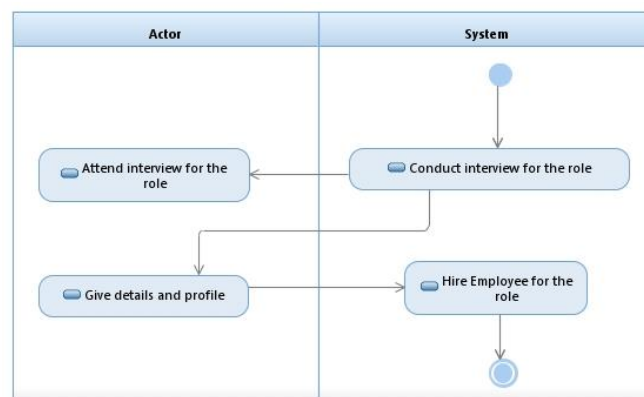 Actor
System
Conduct interview for the role
Attend interview for the
role
Give details and profile
Hire Employee for the
role